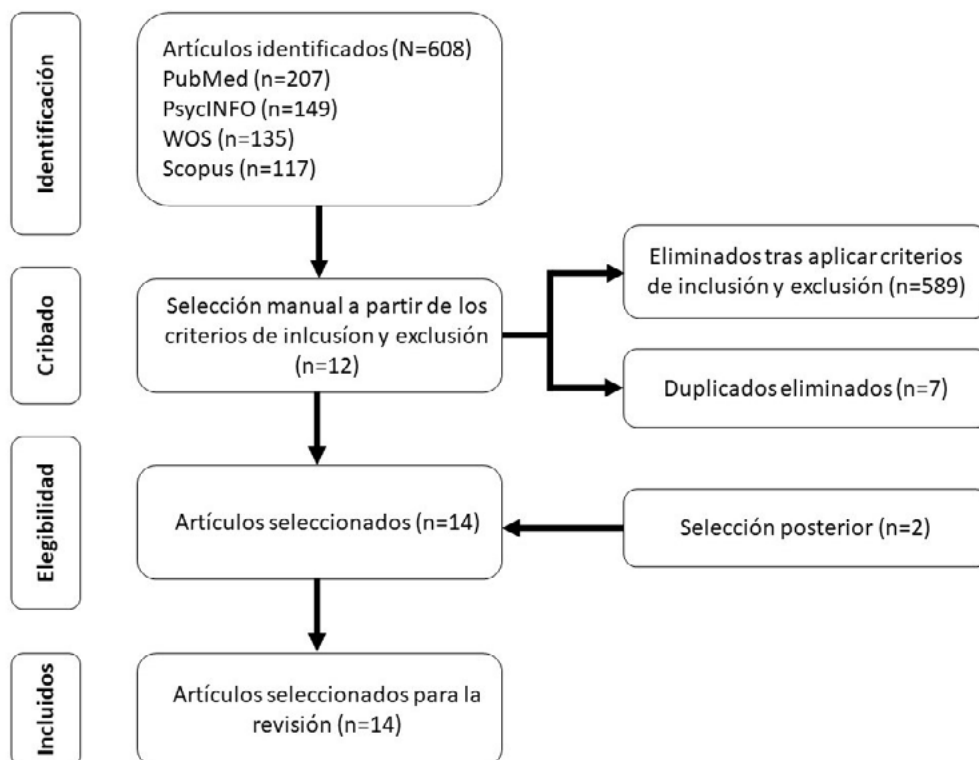 Identificación
Artículos identificados (N=608)
PubMed (n=207)
PsycINFO (n=149)
WOS (n=135)
Scopus (n=117)
Cribado
Selección manual a partir de los
criterios de inlcusíon y exclusión
(n=12)
Eliminados tras aplicar criterios
de inclusión y exclusión (n=589)
Duplicados eliminados (n=7)
Elegibilidad
Artículos seleccionados (n=14)
Selección posterior (n=2)
Incluidos
Artículos seleccionados para la
revisión (n=14)